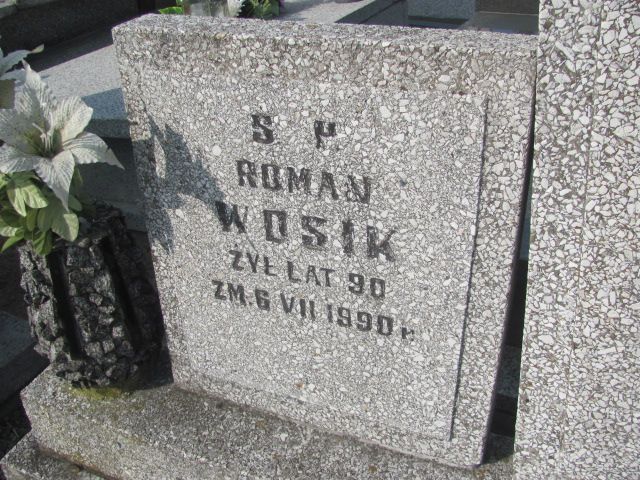 S P
ROMAN
WOSIK
ŻYŁ LAT 90
ZM. 6 VII 1990 R